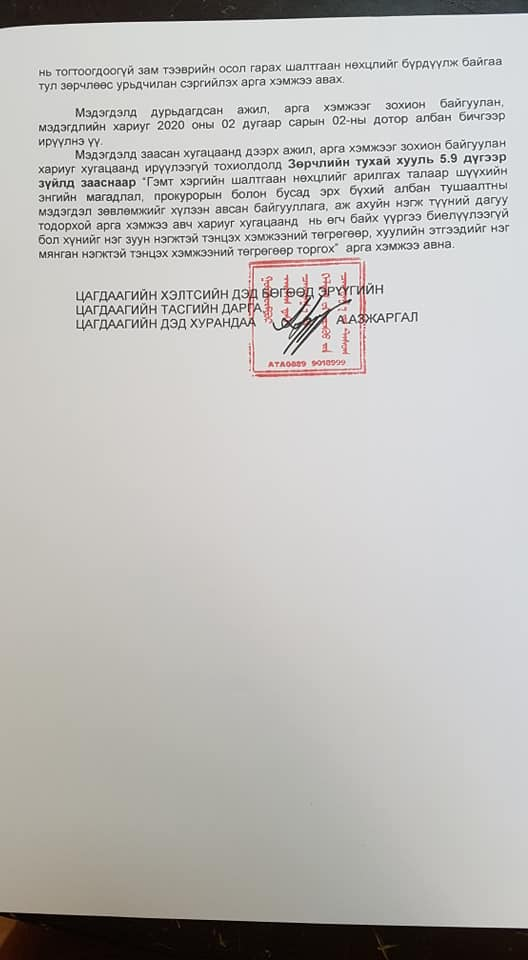 нь тогтоогдоогүй зам тээврийн осол гарах шалтгаан нөхцлийг бүрдүүлж байгаа
тул зөрчлөөс урьдчилан сэргийлэх арга хэмжээ авах.
Мэдэгдэлд дурьдагдсан ажил, арга хэмжээг зохион байгуулан,
мэдэгдлийн хариуг 2020 оны 02 дугаар сарын 02-ны дотор албан бичгээр
ирүүлнэ үү.
Мэдэгдэлд заасан хугацаанд дээрх ажил, арга хэмжээг зохион байгуулан
хариуг хугацаанд ирүүлээгүй тохиолдолд Зөрчлийн тухай хууль 5.9 дүгээр
зүйлд зааснаар "Гэмт хэргийн шалтгаан нөхцлийг арилгах талаар шүүхийн
энгийн магадлал, прокурорын болон бусад эрх бүхий албан тушаалтны
мэдэгдэл зөвлөмжийг хүлээн авсан байгууллага, аж ахуйн нэгж түүний дагуу
тодорхой арга хэмжээ авч хариуг хугацаанд нь өгч байх үүргээ биелүүлээгүй
бол хүнийг нэг зуун нэгжтэй тэнцэх хэмжээний төгрөгөөр, хуулийн этгээдийг нэг
мянган нэгжтэй тэнцэх хэмжээний төгрөгөөр торгох" арга хэмжээ авна.
ЦАГДААГИЙН ХЭЛТСИЙН ДЭД БӨГӨӨД ЭРҮҮГИЙН
ЦАГДААГИЙН ТАСГИЙН ДАРГА,
ЦАГДААГИЙН ДЭД ХУРАНДАА А.АЗЖАРГАЛ
АТА0889 9018999